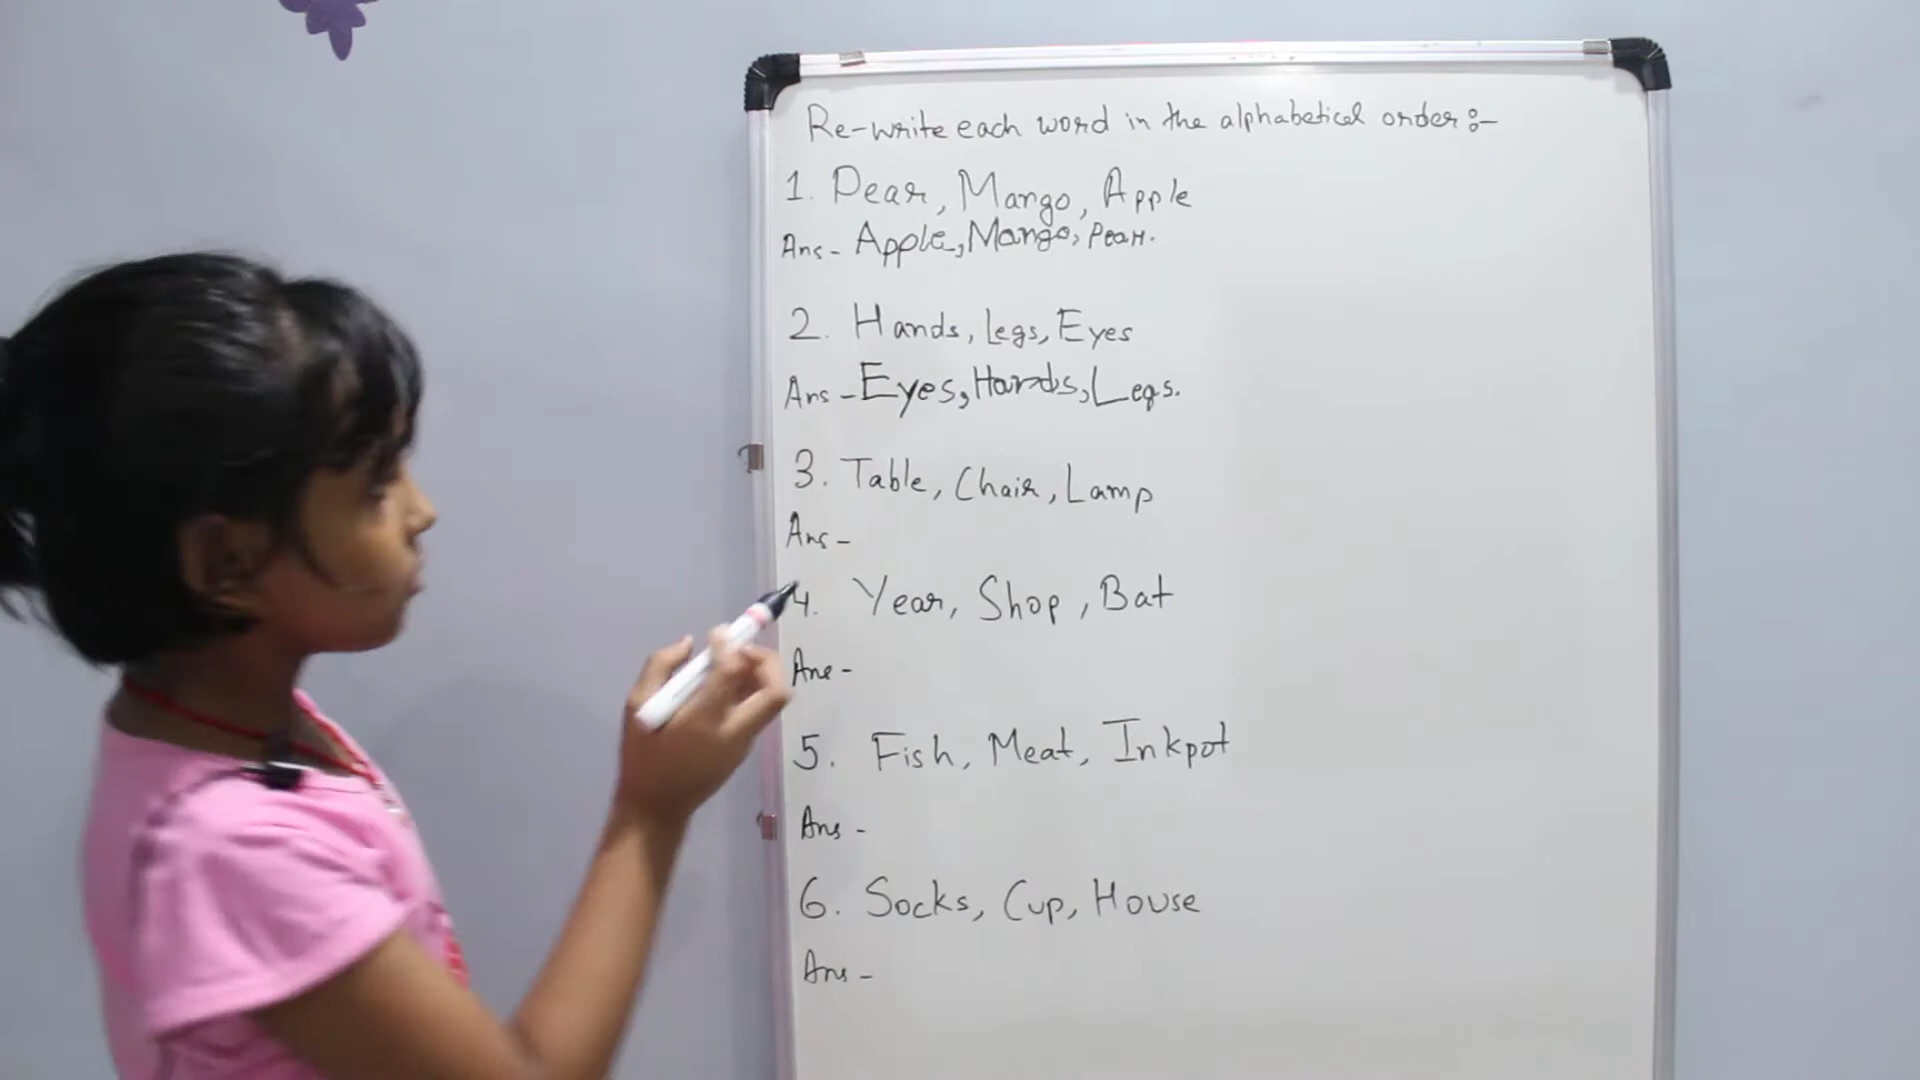 Re-write each word in the alphabetical order :-
1. Pear, Mango, Apple
Ans - Apple, Mango, Pear.
2. Hands, Legs, Eyes
Ans - Eyes, Hands, Legs.
3. Table, Chair, Lamp
Ans -
4. Year, Shop, Bat
Ans -
5. Fish, Meat, Inkpot
Ans -
6. Socks, Cup, House
Ans -